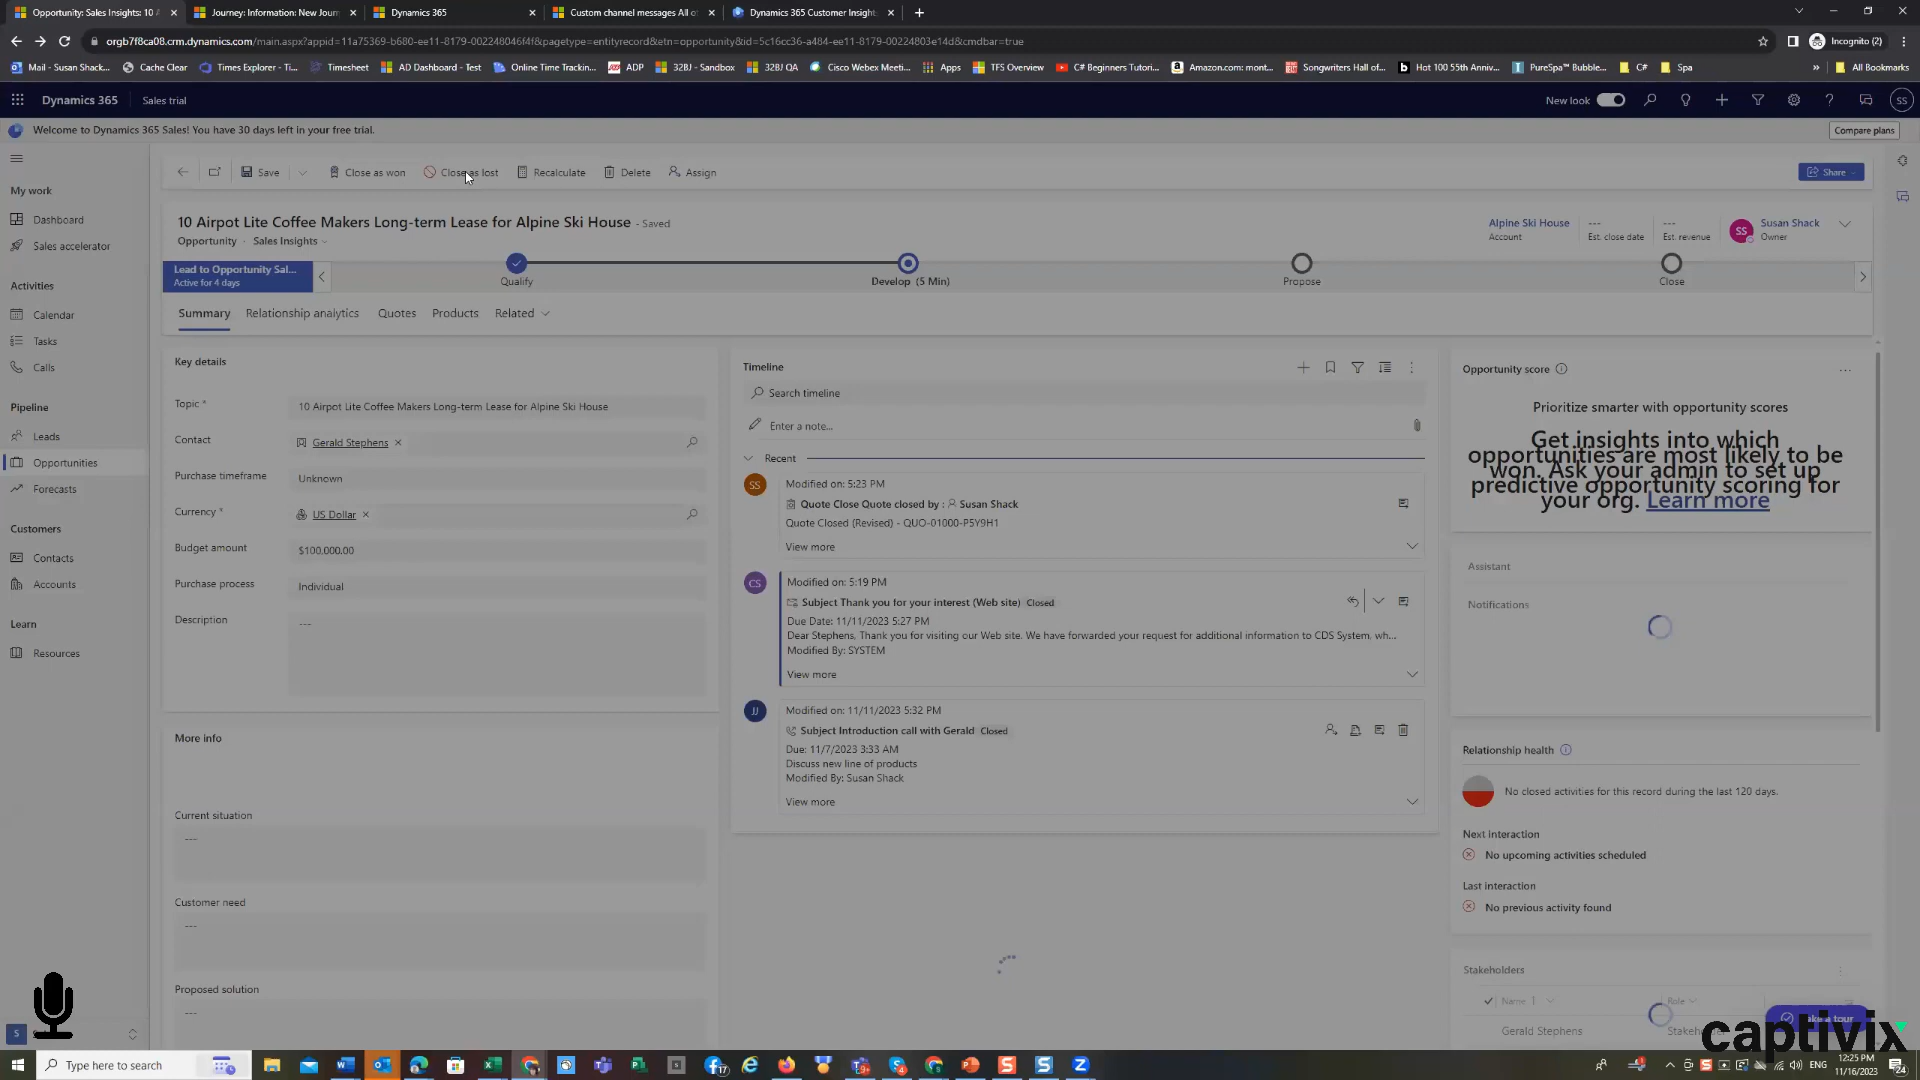 Opportunity: Sales Insights: 10 A
Journey: Information: New Journ
Dynamics 365
Custom channel messages All of
Dynamics 365 Customer Insight
orgb7f8ca08.crm.dynamics.com/main.aspx?appid=11a75369-b680-ee11-8179-002248046f4f&pagetype=entityrecord&etn=opportunity&id=5c16cc36-a484-ee11-8179-00224803e14d&cmdbar=true
Incognito (2)
Mail - Susan Shack...
Cache Clear
Times Explorer - Ti...
Timesheet
AD Dashboard - Test
Online Time Trackin...
ADP
32BJ - Sandbox
32BJ QA
Cisco Webex Meeti...
Apps
TFS Overview
C# Beginners Tutori...
Amazon.com: mont...
Songwriters Hall of...
Hot 100 55th Anniv...
PureSpa™ Bubble...
C#
Spa
All Bookmarks
Dynamics 365
Sales trial
New look
SS
Welcome to Dynamics 365 Sales! You have 30 days left in your free trial.
Compare plans
Save
Close as won
Close as lost
Recalculate
Delete
Assign
Share
My work
Dashboard
Sales accelerator
Activities
Calendar
Tasks
Calls
Pipeline
Leads
Opportunities
Forecasts
Customers
Contacts
Accounts
Learn
Resources
S
10 Airpot Lite Coffee Makers Long-term Lease for Alpine Ski House - Saved
Opportunity · Sales Insights
Alpine Ski House
Account
---
Est. close date
---
Est. revenue
SS
Susan Shack
Owner
Lead to Opportunity Sal...
Active for 4 days
Qualify
Develop (5 Min)
Propose
Close
Summary
Relationship analytics
Quotes
Products
Related
Key details
Topic *
10 Airpot Lite Coffee Makers Long-term Lease for Alpine Ski House
Contact
Gerald Stephens
Purchase timeframe
Unknown
Currency *
US Dollar
Budget amount
$100,000.00
Purchase process
Individual
Description
---
More info
Current situation
---
Customer need
---
Proposed solution
---
Timeline
Search timeline
Enter a note...
Recent
SS
Modified on: 5:23 PM
Quote Close Quote closed by : Susan Shack
Quote Closed (Revised) - QUO-01000-P5Y9H1
View more
CS
Modified on: 5:19 PM
Subject Thank you for your interest (Web site) Closed
Due Date: 11/11/2023 5:27 PM
Dear Stephens, Thank you for visiting our Web site. We have forwarded your request for additional information to CDS System, wh...
Modified By: SYSTEM
View more
JJ
Modified on: 11/11/2023 5:32 PM
Subject Introduction call with Gerald Closed
Due: 11/7/2023 3:33 AM
Discuss new line of products
Modified By: Susan Shack
View more
Opportunity score
Prioritize smarter with opportunity scores
Get insights into which
opportunities are most likely to be
won. Ask your admin to set up
predictive opportunity scoring for
your org. Learn more
Assistant
Notifications
Relationship health
No closed activities for this record during the last 120 days.
Next interaction
No upcoming activities scheduled
Last interaction
No previous activity found
Stakeholders
Name
Role
Gerald Stephens
captivix
Type here to search
ENG
12:25 PM
11/16/2023